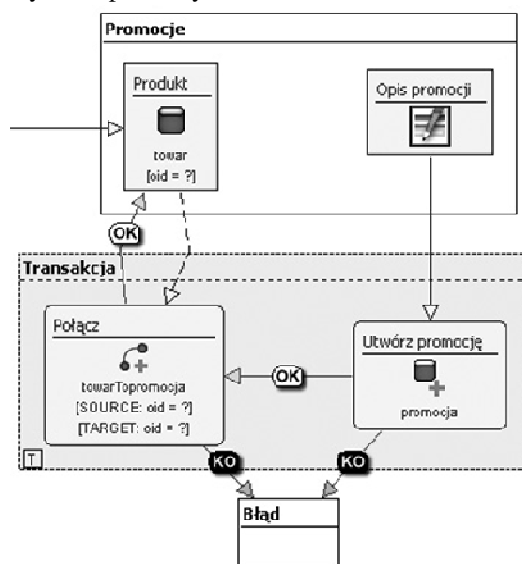 Promocje
Produkt
towar
[oid = ?]
Opis promocji
OK
Transakcja
Połącz
towarTopromocja
[SOURCE: oid = ?]
[TARGET: oid = ?]
OK
Utwórz promocję
promocja
T
KO
KO
Błąd